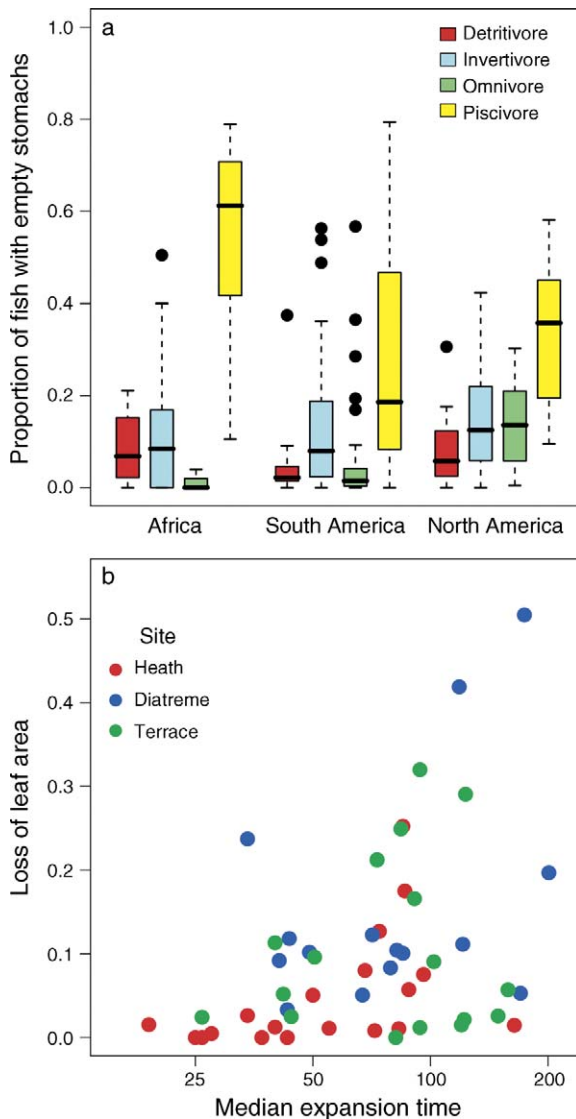 a
Detritivore
Invertivore
Omnivore
Piscivore
Proportion of fish with empty stomachs
1.0
0.8
0.6
0.4
0.2
0.0
Africa South America North America
b
Site
Heath
Diatreme
Terrace
Loss of leaf area
0.5
0.4
0.3
0.2
0.1
0.0
25 50 100 200
Median expansion time